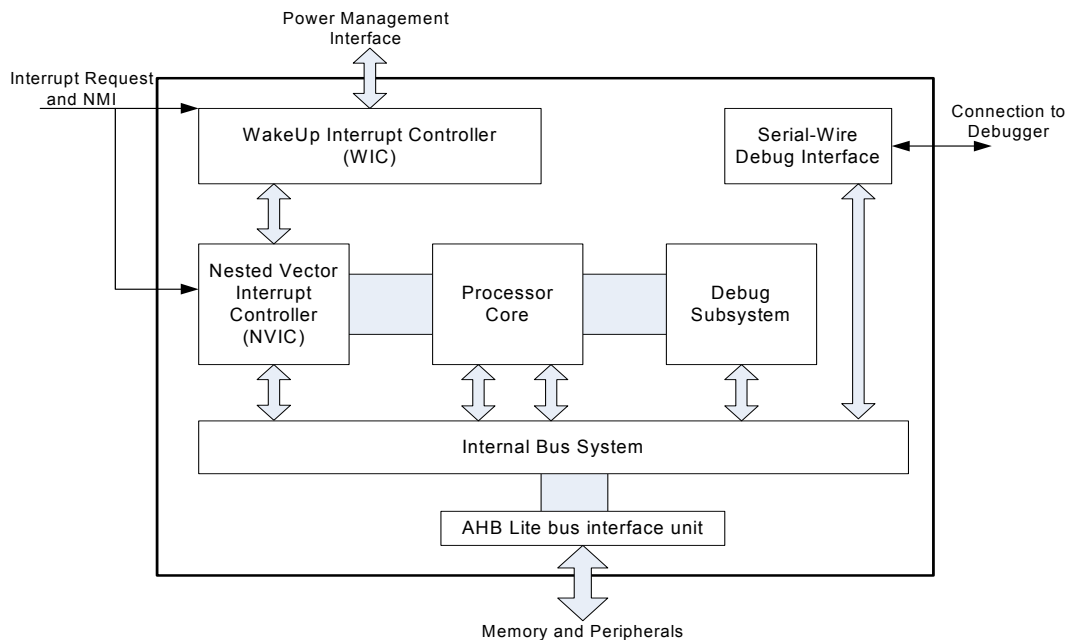 Power Management
Interface
Interrupt Request
and NMI
WakeUp Interrupt Controller
(WIC)
Serial-Wire
Debug Interface
Connection to
Debugger
Nested Vector
Interrupt
Controller
(NVIC)
Processor
Core
Debug
Subsystem
Internal Bus System
AHB Lite bus interface unit
Memory and Peripherals